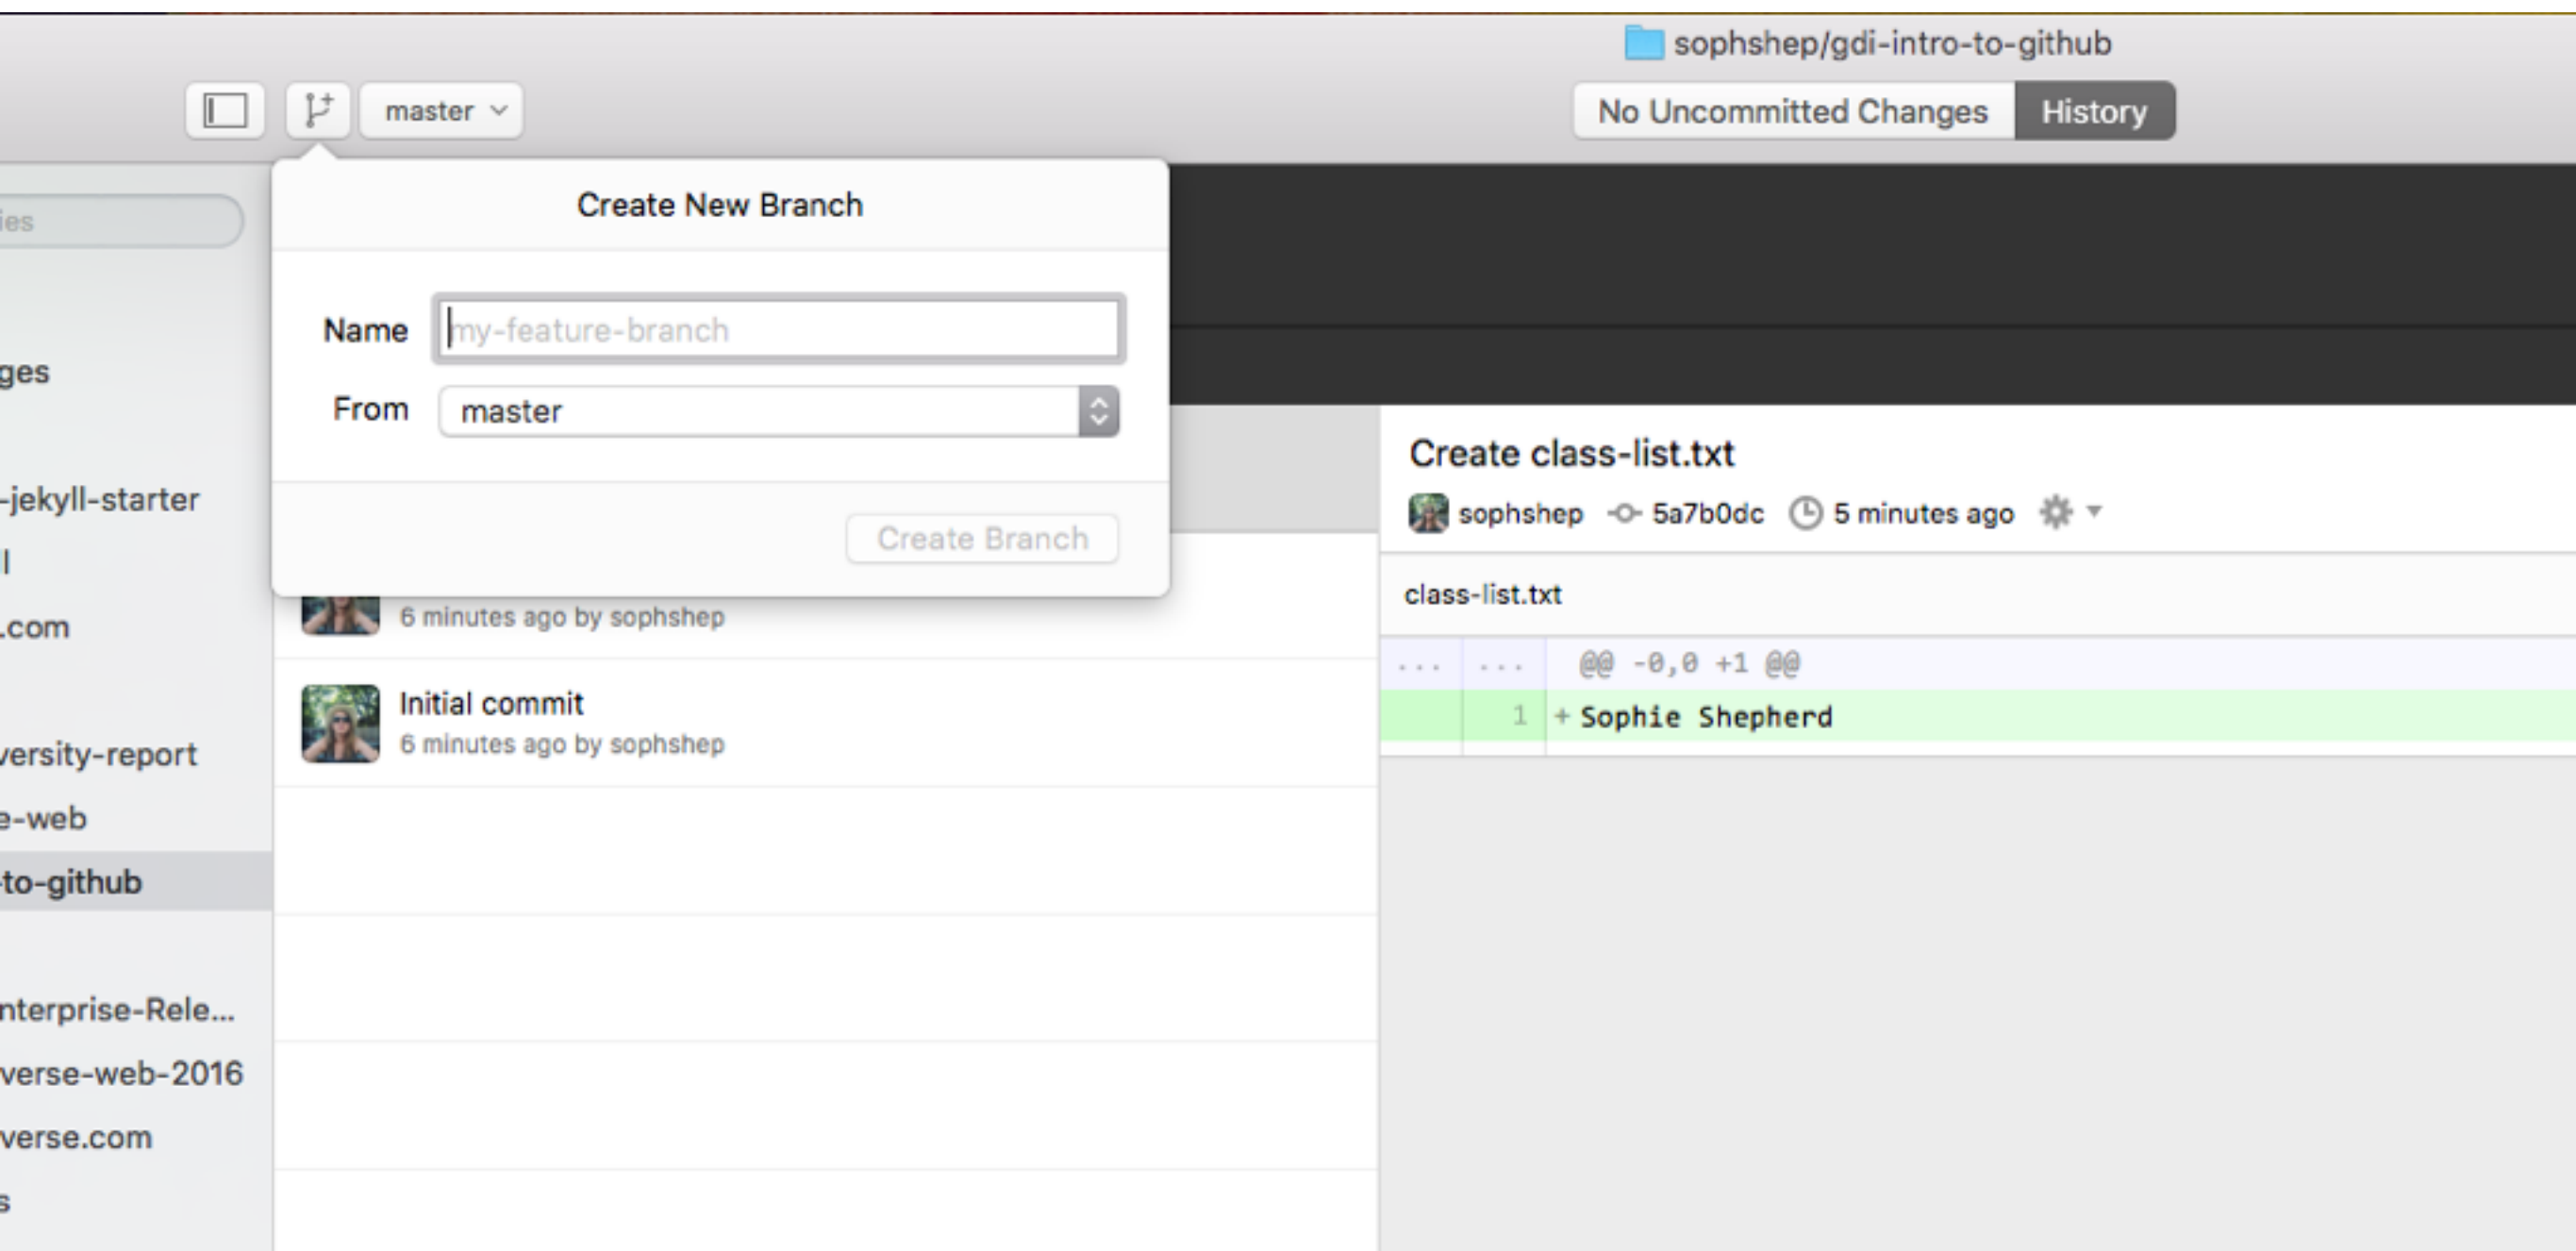 sophshep/gdi-intro-to-github
master
No Uncommitted Changes
History
Create New Branch
Name
my-feature-branch
From
master
Create Branch
ies
ges
-jekyll-starter
ll
.com
versity-report
e-web
-to-github
nterprise-Rele...
verse-web-2016
verse.com
s
6 minutes ago by sophshep
Initial commit
6 minutes ago by sophshep
Create class-list.txt
sophshep 5a7b0dc 5 minutes ago
class-list.txt
... ... @@ -0,0 +1 @@
1 + Sophie Shepherd